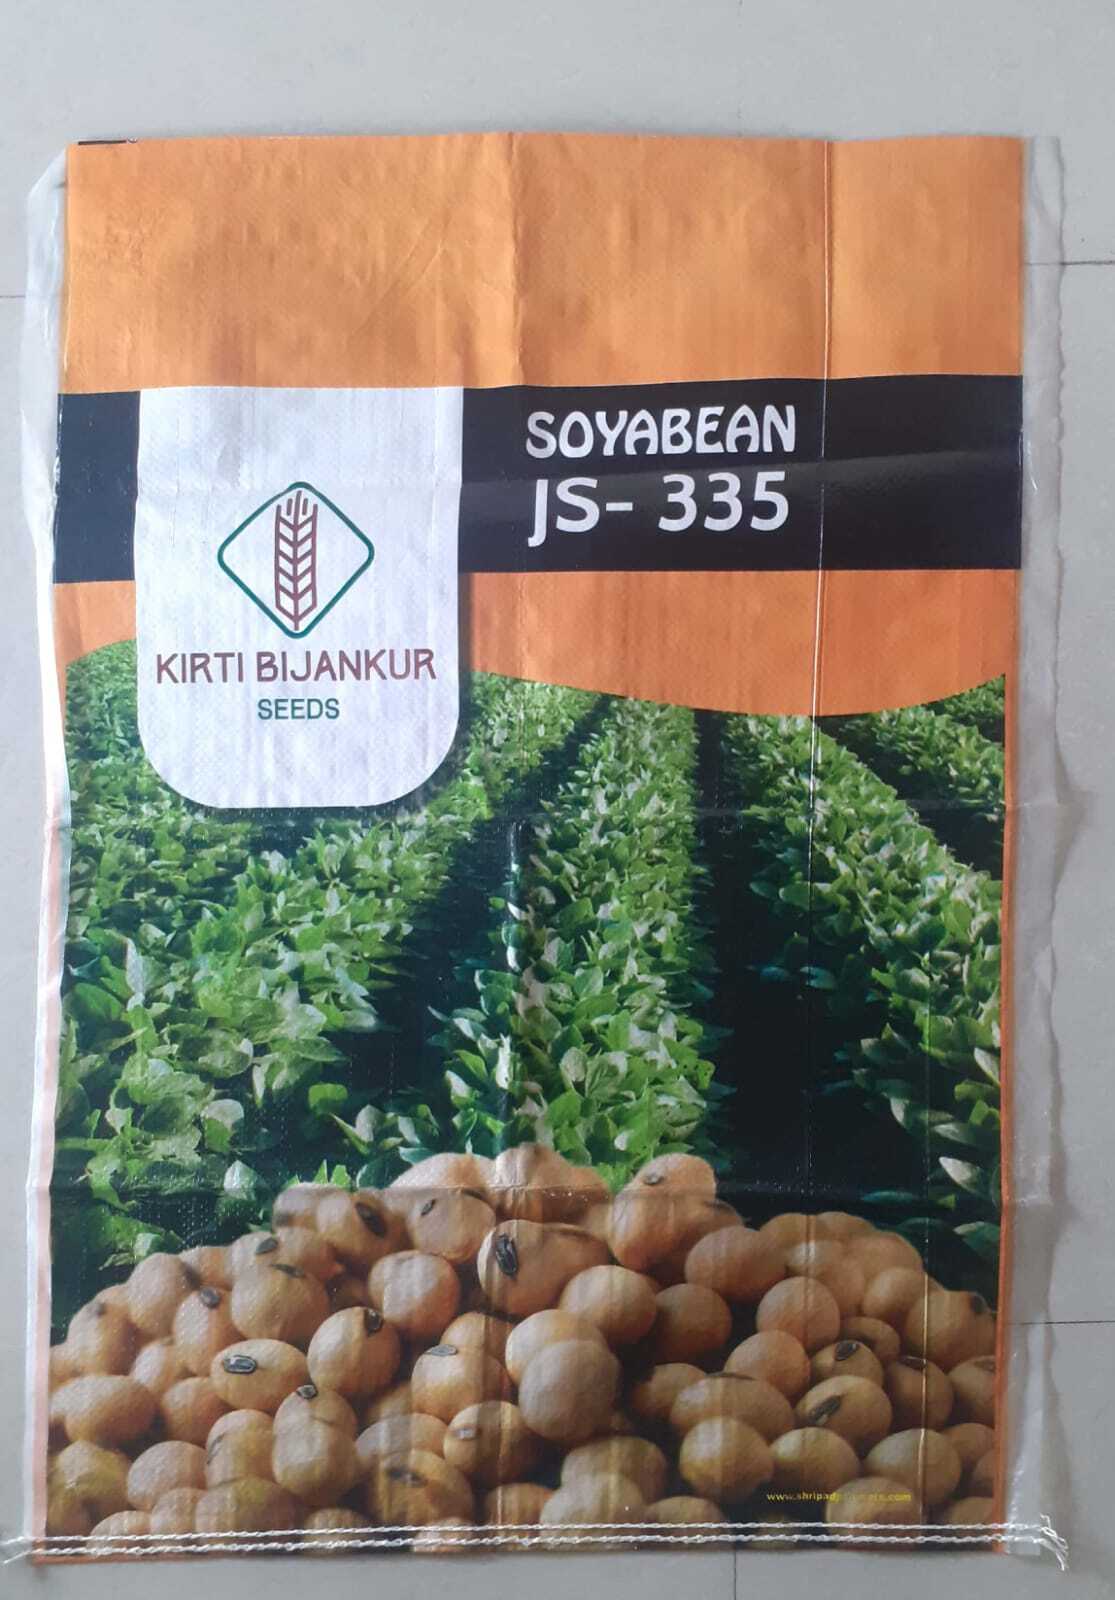 SOYABEAN
JS- 335
KIRTI BIJANKUR
SEEDS